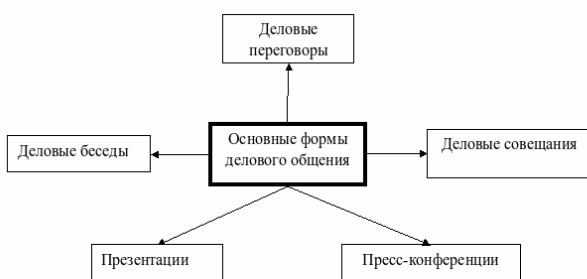 Деловые
переговоры
Деловые беседы
Основные формы
делового общения
Деловые совещания
Презентации
Пресс-конференции